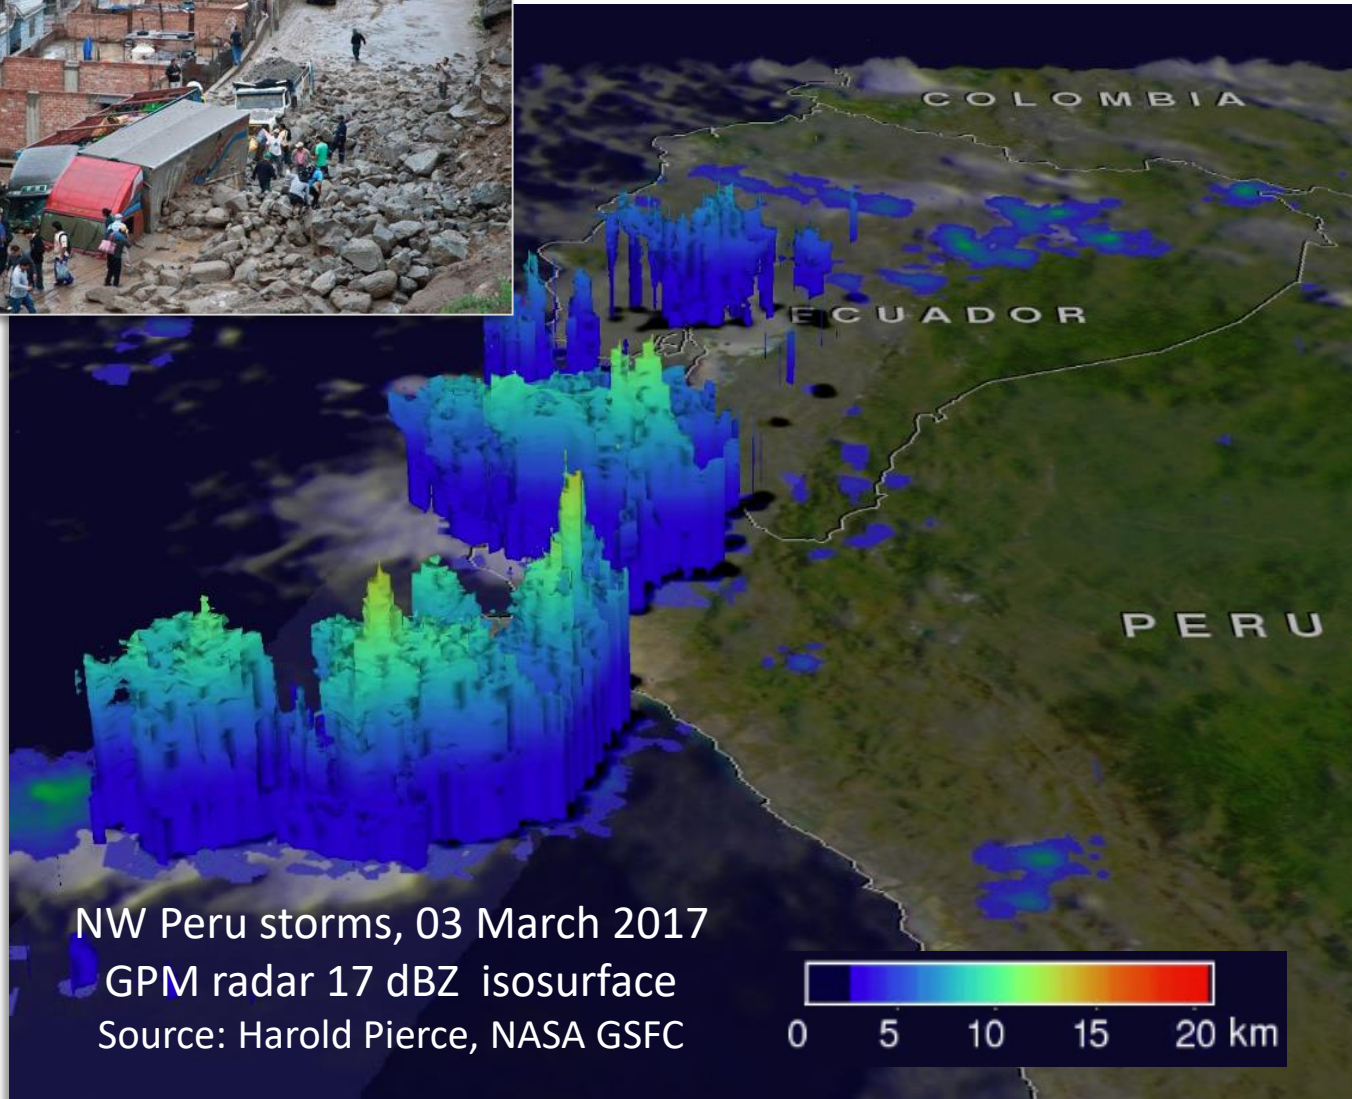 COLOMBIA
ECUADOR
PERU
NW Peru storms, 03 March 2017
GPM radar 17 dBZ isosurface
Source: Harold Pierce, NASA GSFC
0 5 10 15 20 km